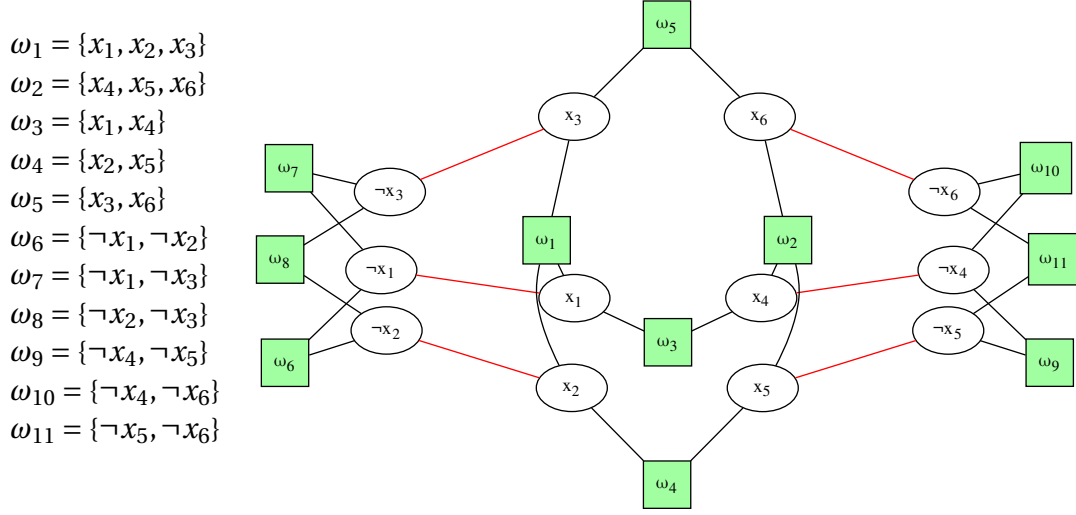 ω1 = {x1, x2, x3}
ω2 = {x4, x5, x6}
ω3 = {x1, x4}
ω4 = {x2, x5}
ω5 = {x3, x6}
ω6 = {¬x1, ¬x2}
ω7 = {¬x1, ¬x3}
ω8 = {¬x2, ¬x3}
ω9 = {¬x4, ¬x5}
ω10 = {¬x4, ¬x6}
ω11 = {¬x5, ¬x6}
ω5
x3
x6
ω7
ω10
¬x3
¬x6
ω1
ω2
ω8
ω11
¬x1
¬x4
x1
x4
¬x2
¬x5
ω3
ω6
ω9
x2
x5
ω4